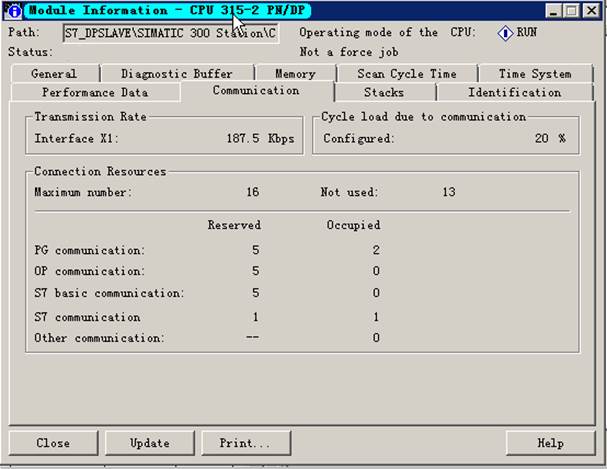 Module Information - CPU 315-2 PN/DP
Path: S7_DPSLAVE\SIMATIC 300 Station\C Operating mode of the CPU: RUN
Status: Not a force job
General Diagnostic Buffer Memory Scan Cycle Time Time System
Performance Data Communication Stacks Identification
Transmission Rate Cycle load due to communication
Interface X1: 187.5 Kbps Configured: 20 %
Connection Resources
Maximum number: 16 Not used: 13
Reserved Occupied
PG communication: 5 2
OP communication: 5 0
S7 basic communication: 5 0
S7 communication 1 1
Other communication: -- 0
Close Update Print... Help